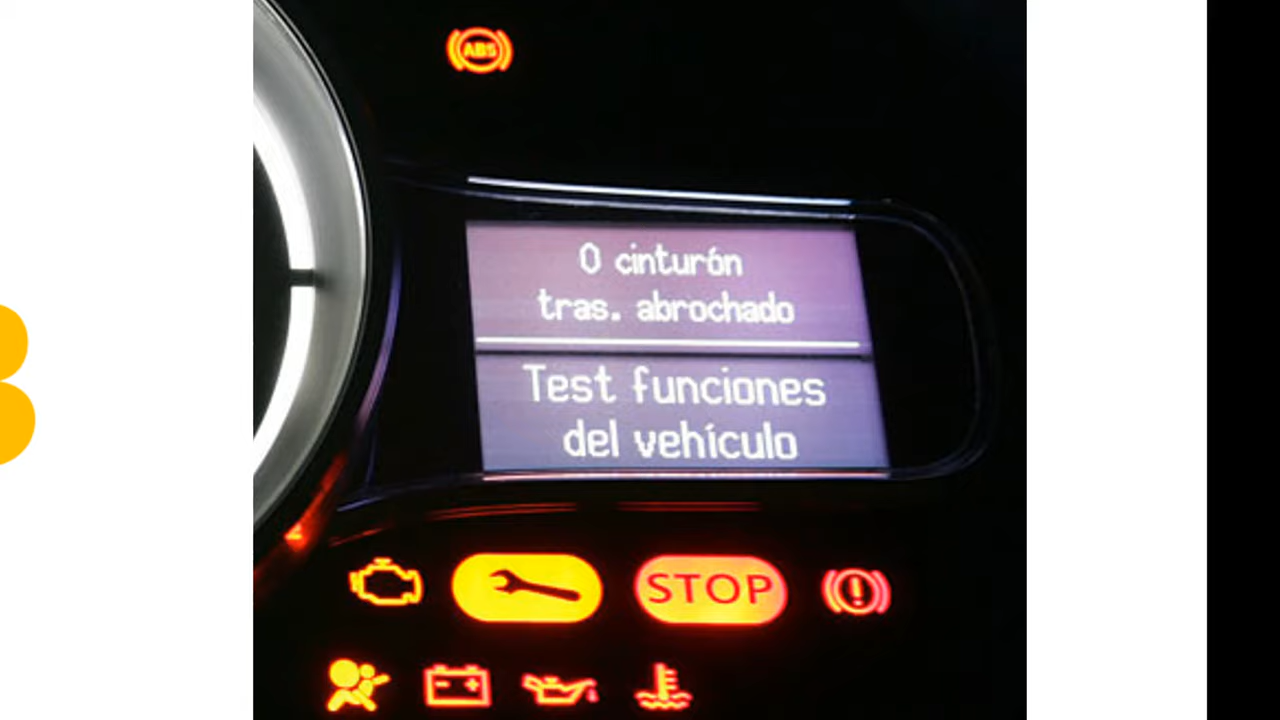 ABS
0 cinturón
tras. abrochado
Test funciones
del vehículo
STOP